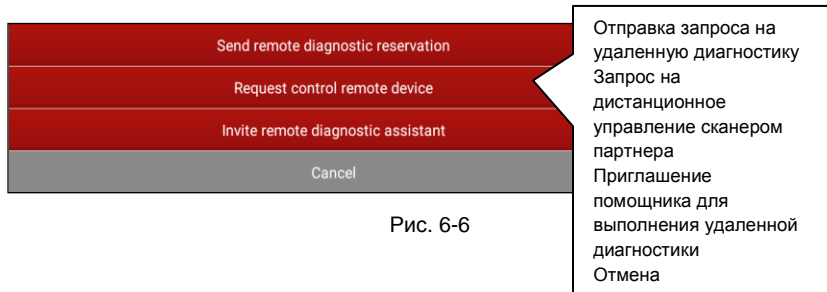 Send remote diagnostic reservation
Request control remote device
Invite remote diagnostic assistant
Cancel
Отправка запроса на
удаленную диагностику
Запрос на
дистанционное
управление сканером
партнера
Приглашение
помощника для
выполнения удаленной
диагностики
Отмена
Рис. 6-6